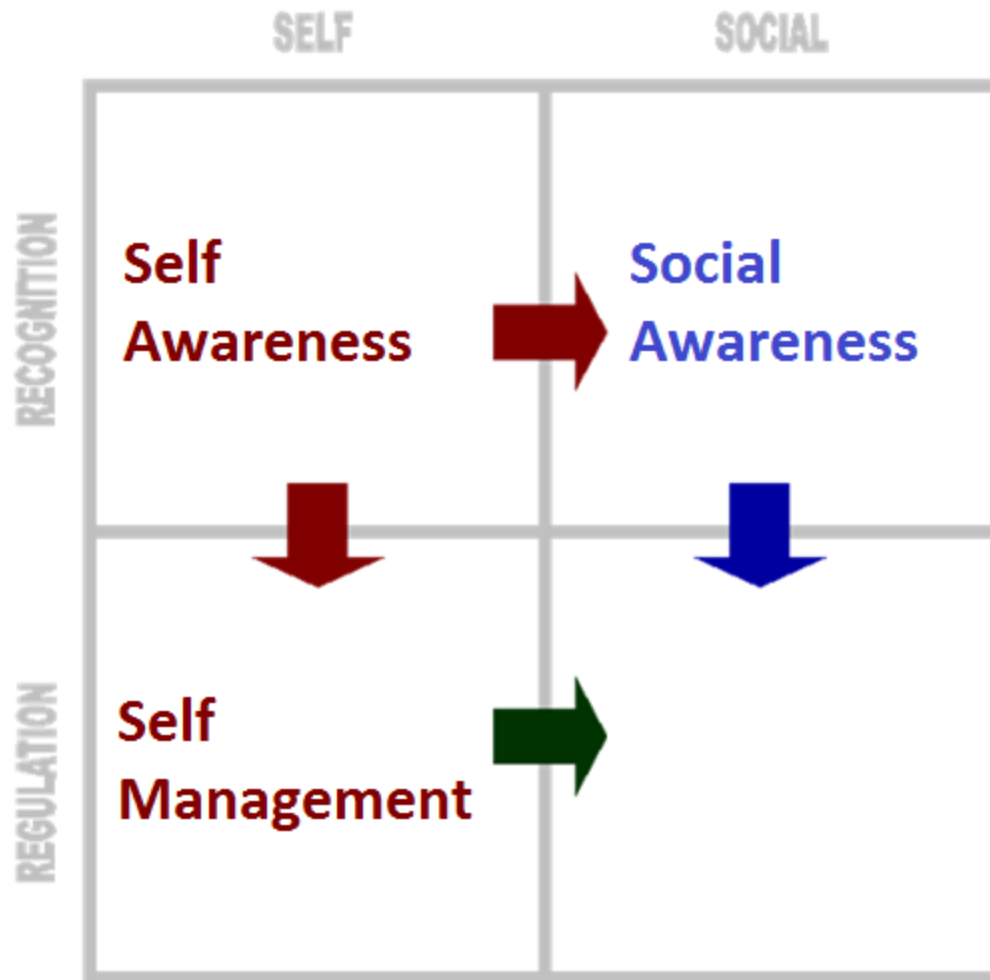 SELF
SOCIAL
RECOGNITION
Self
Awareness
Social
Awareness
REGULATION
Self
Management